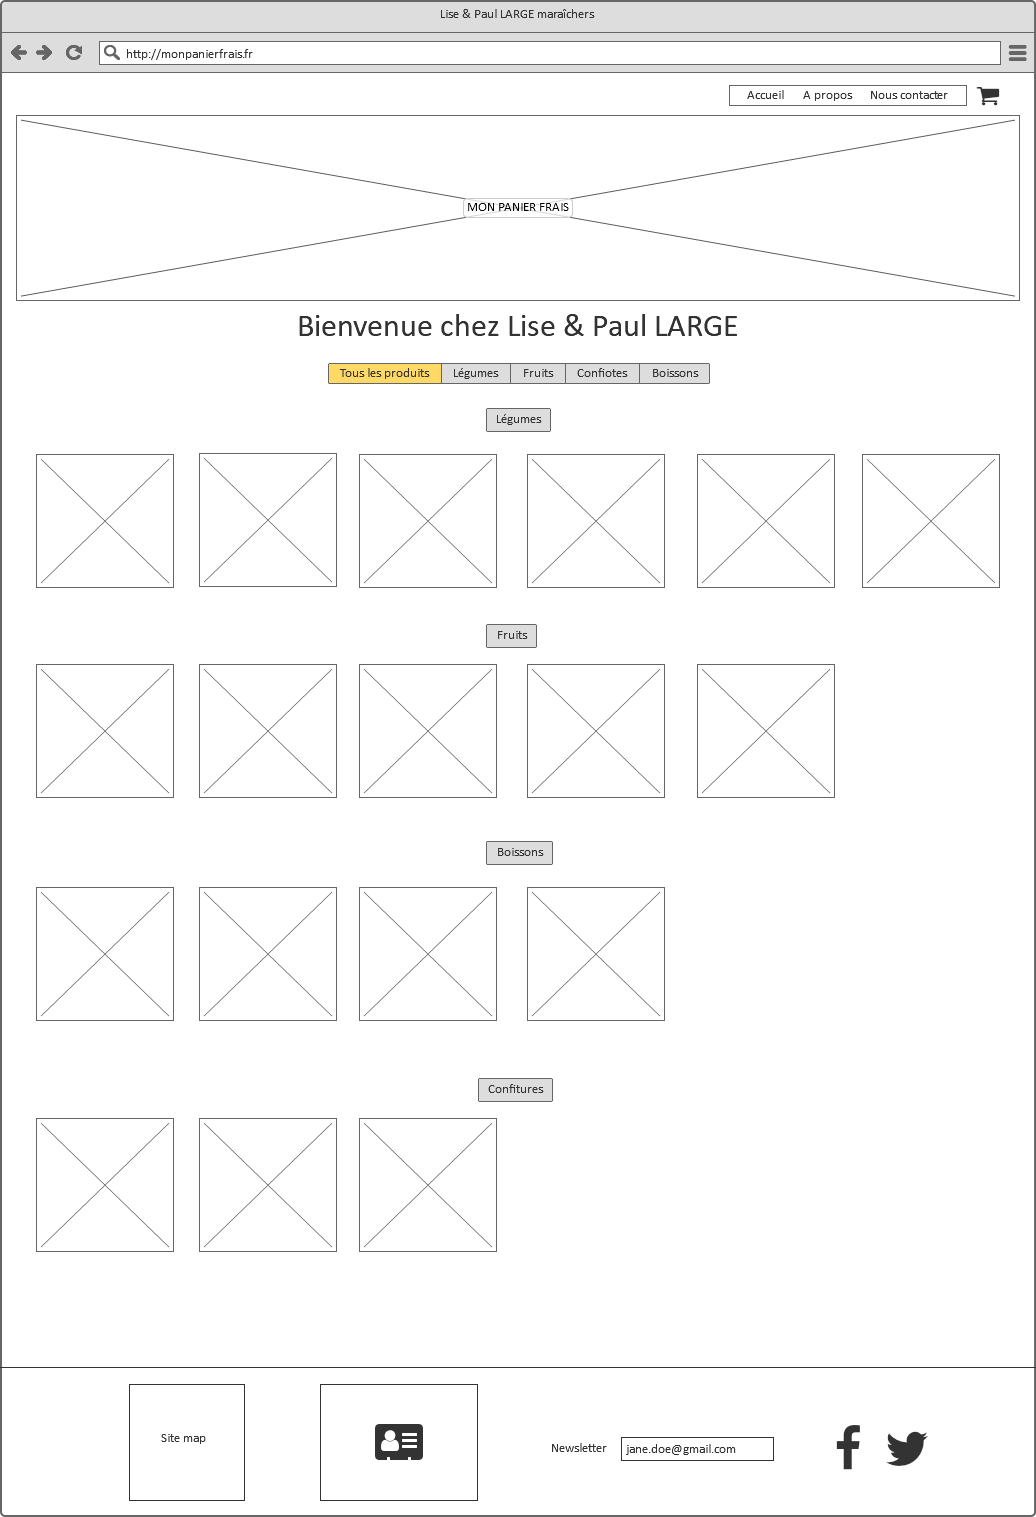 Lise & Paul LARGE maraîchers
http://monpanierfrais.fr
Accueil A propos Nous contacter
MON PANIER FRAIS
Bienvenue chez Lise & Paul LARGE
Tous les produits Légumes Fruits Confiotes Boissons
Légumes
Fruits
Boissons
Confitures
Site map
Newsletter jane.doe@gmail.com